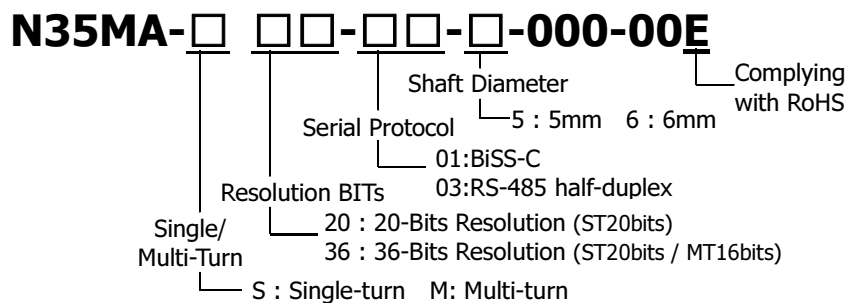 N35MA-□ □□-□□-□-000-00E
Complying
with RoHS
Shaft Diameter
5 : 5mm 6 : 6mm
Serial Protocol
01:BiSS-C
03:RS-485 half-duplex
Resolution BITs
20 : 20-Bits Resolution (ST20bits)
36 : 36-Bits Resolution (ST20bits / MT16bits)
Single/
Multi-Turn
S : Single-turn M: Multi-turn